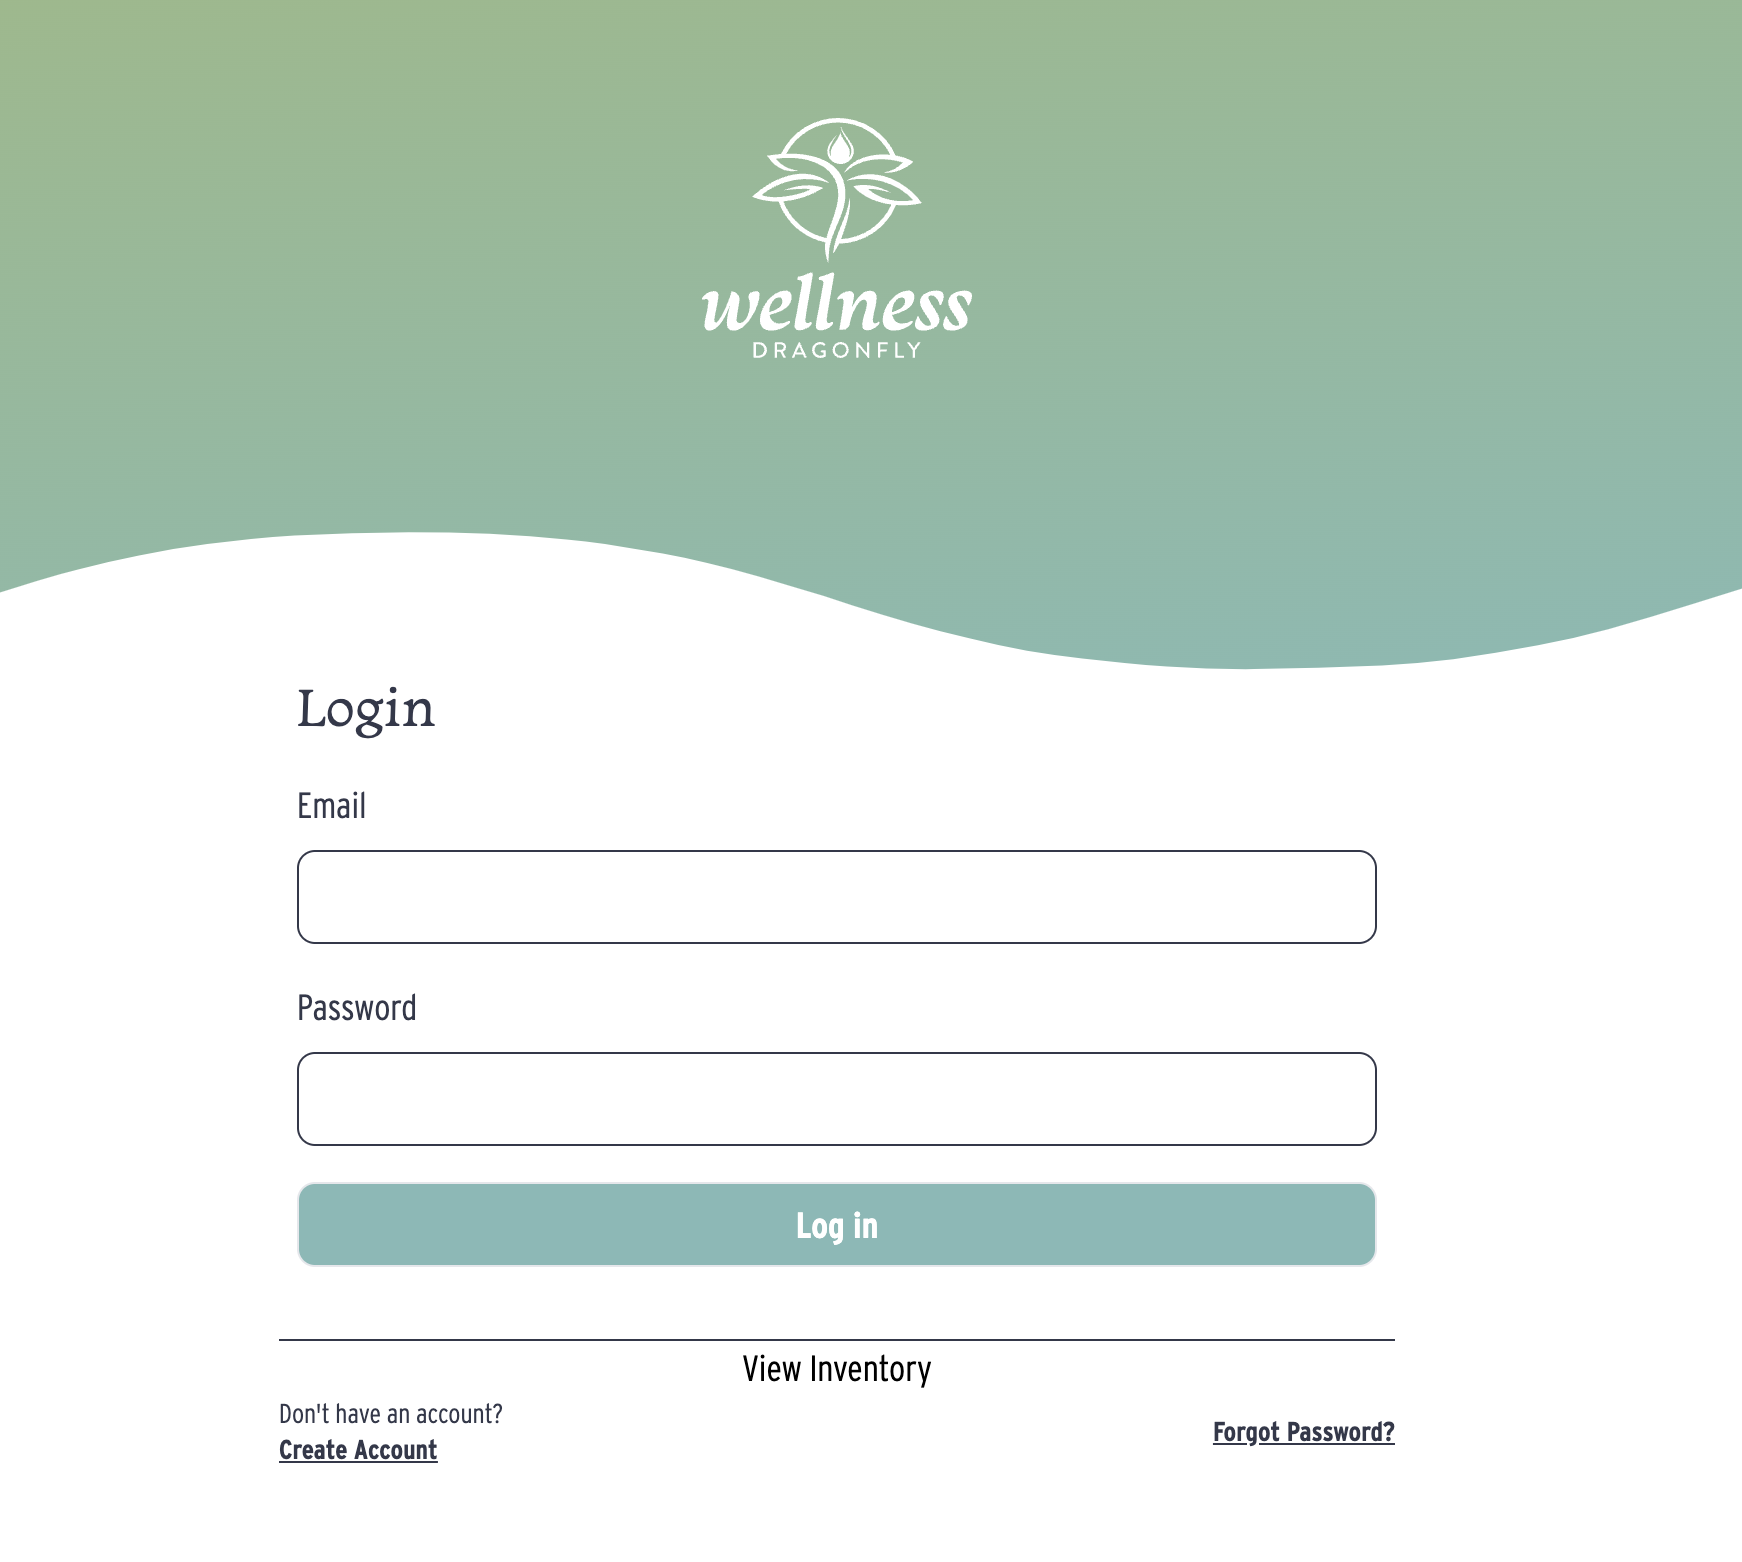 wellness
DRAGONFLY
Login
Email
Password
Log in
View Inventory
Don't have an account?
Create Account
Forgot Password?